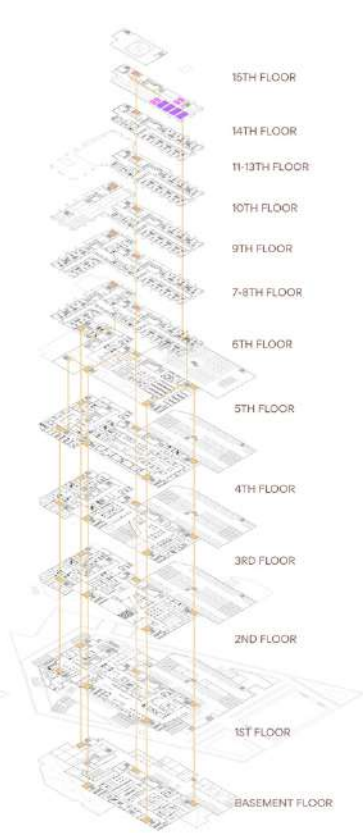 15TH FLOOR
14TH FLOOR
11-13TH FLOOR
10TH FLOOR
9TH FLOOR
7-8TH FLOOR
6TH FLOOR
5TH FLOOR
4TH FLOOR
3RD FLOOR
2ND FLOOR
1ST FLOOR
BASEMENT FLOOR